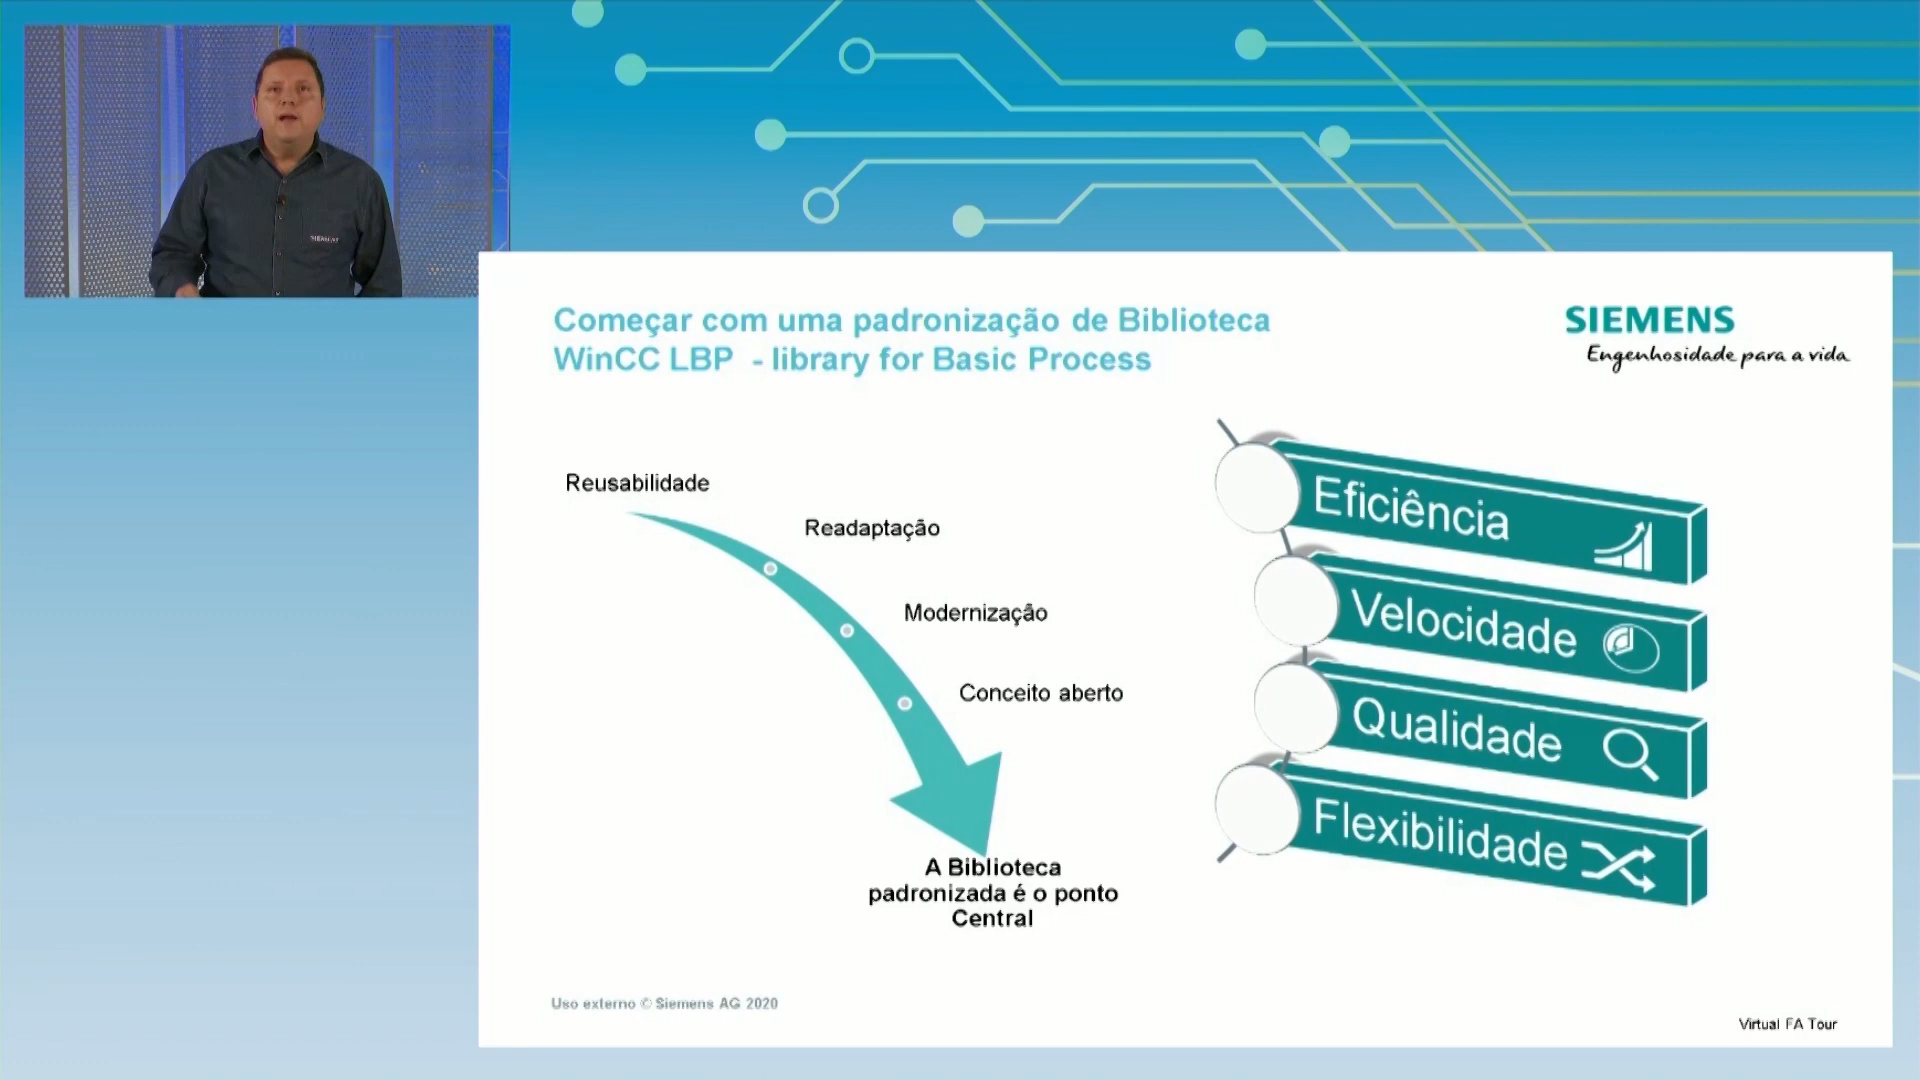 SIEMENS
Começar com uma padronização de Biblioteca
WinCC LBP - library for Basic Process
SIEMENS
Engenhosidade para a vida
Reusabilidade
Readaptação
Modernização
Conceito aberto
A Biblioteca
padronizada é o ponto
Central
Eficiência
Velocidade
Qualidade
Flexibilidade
Uso externo © Siemens AG 2020
Virtual FA Tour